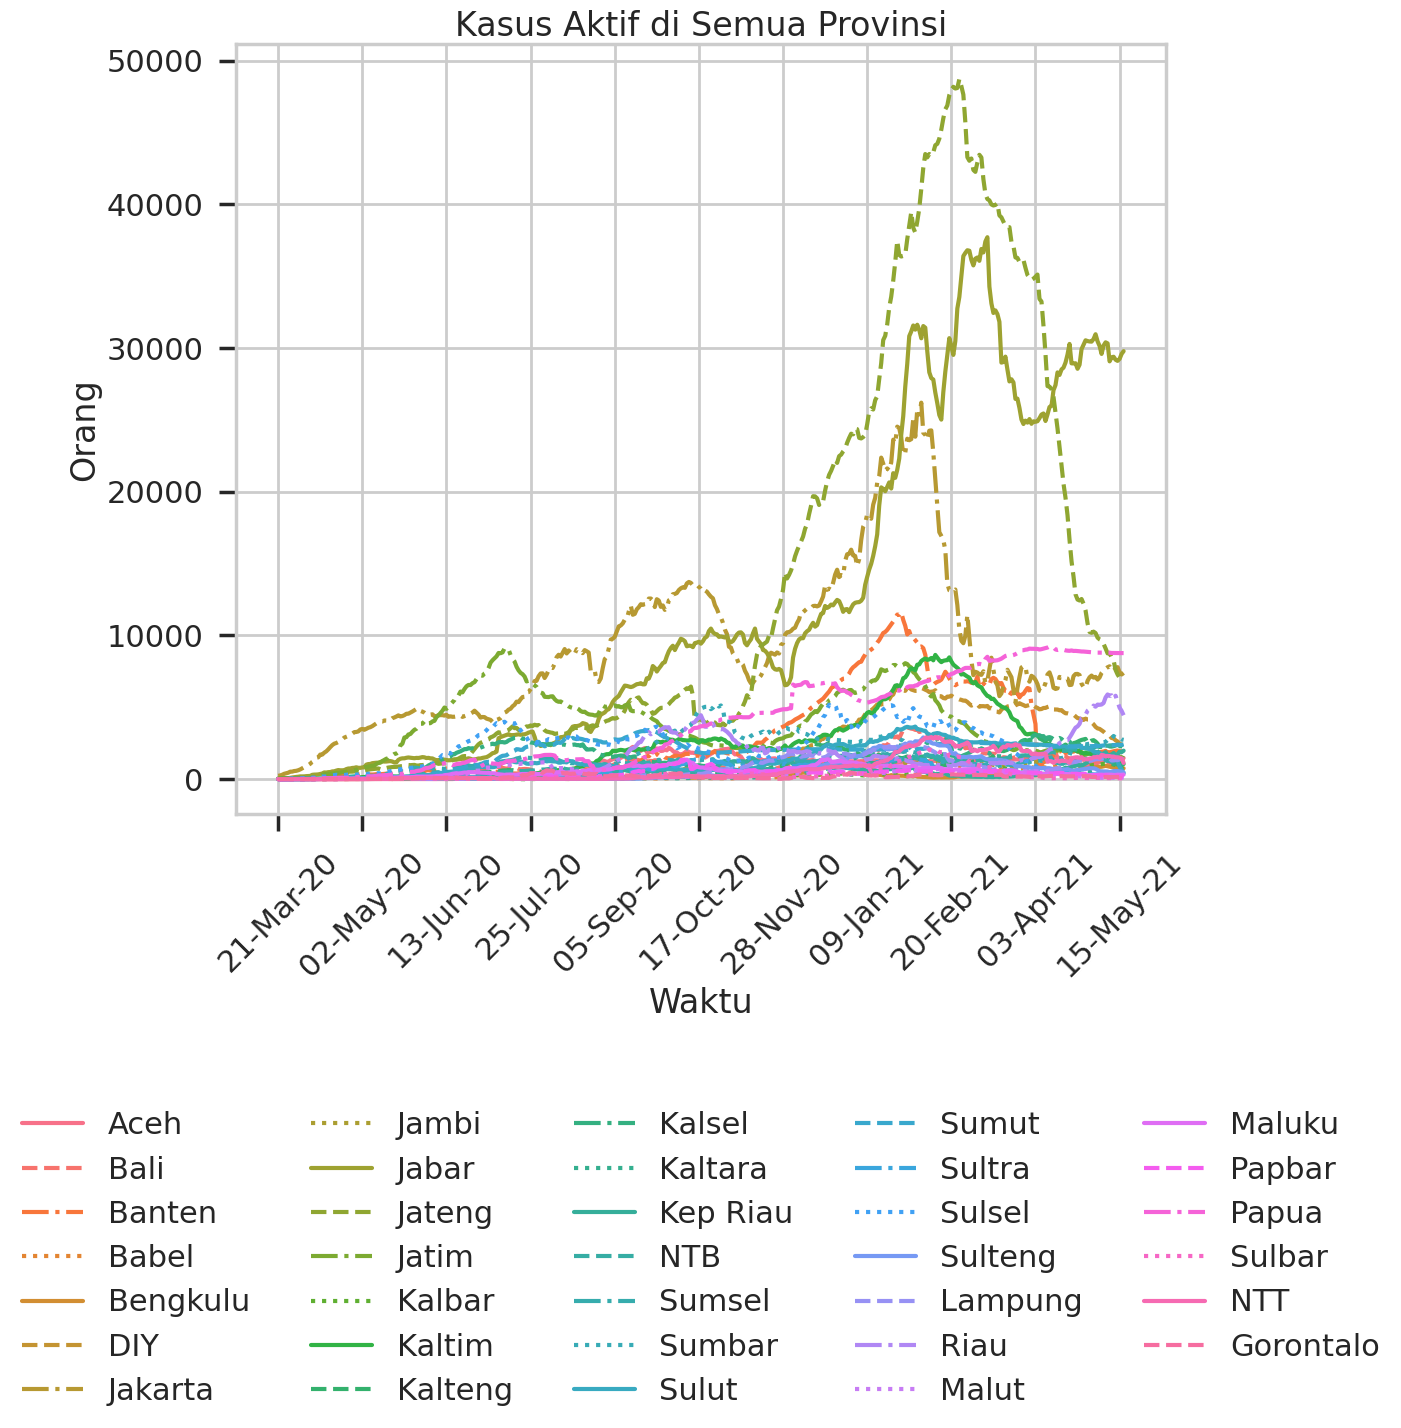 Kasus Aktif di Semua Provinsi
50000
40000
30000
20000
10000
0
Orang
21-Mar-20
02-May-20
13-Jun-20
25-Jul-20
05-Sep-20
17-Oct-20
28-Nov-20
09-Jan-21
20-Feb-21
03-Apr-21
15-May-21
Waktu
Aceh
Bali
Banten
Babel
Bengkulu
DIY
Jakarta
Jambi
Jabar
Jateng
Jatim
Kalbar
Kaltim
Kalteng
Kalsel
Kaltara
Kep Riau
NTB
Sumsel
Sumbar
Sulut
Sumut
Sultra
Sulsel
Sulteng
Lampung
Riau
Malut
Maluku
Papbar
Papua
Sulbar
NTT
Gorontalo